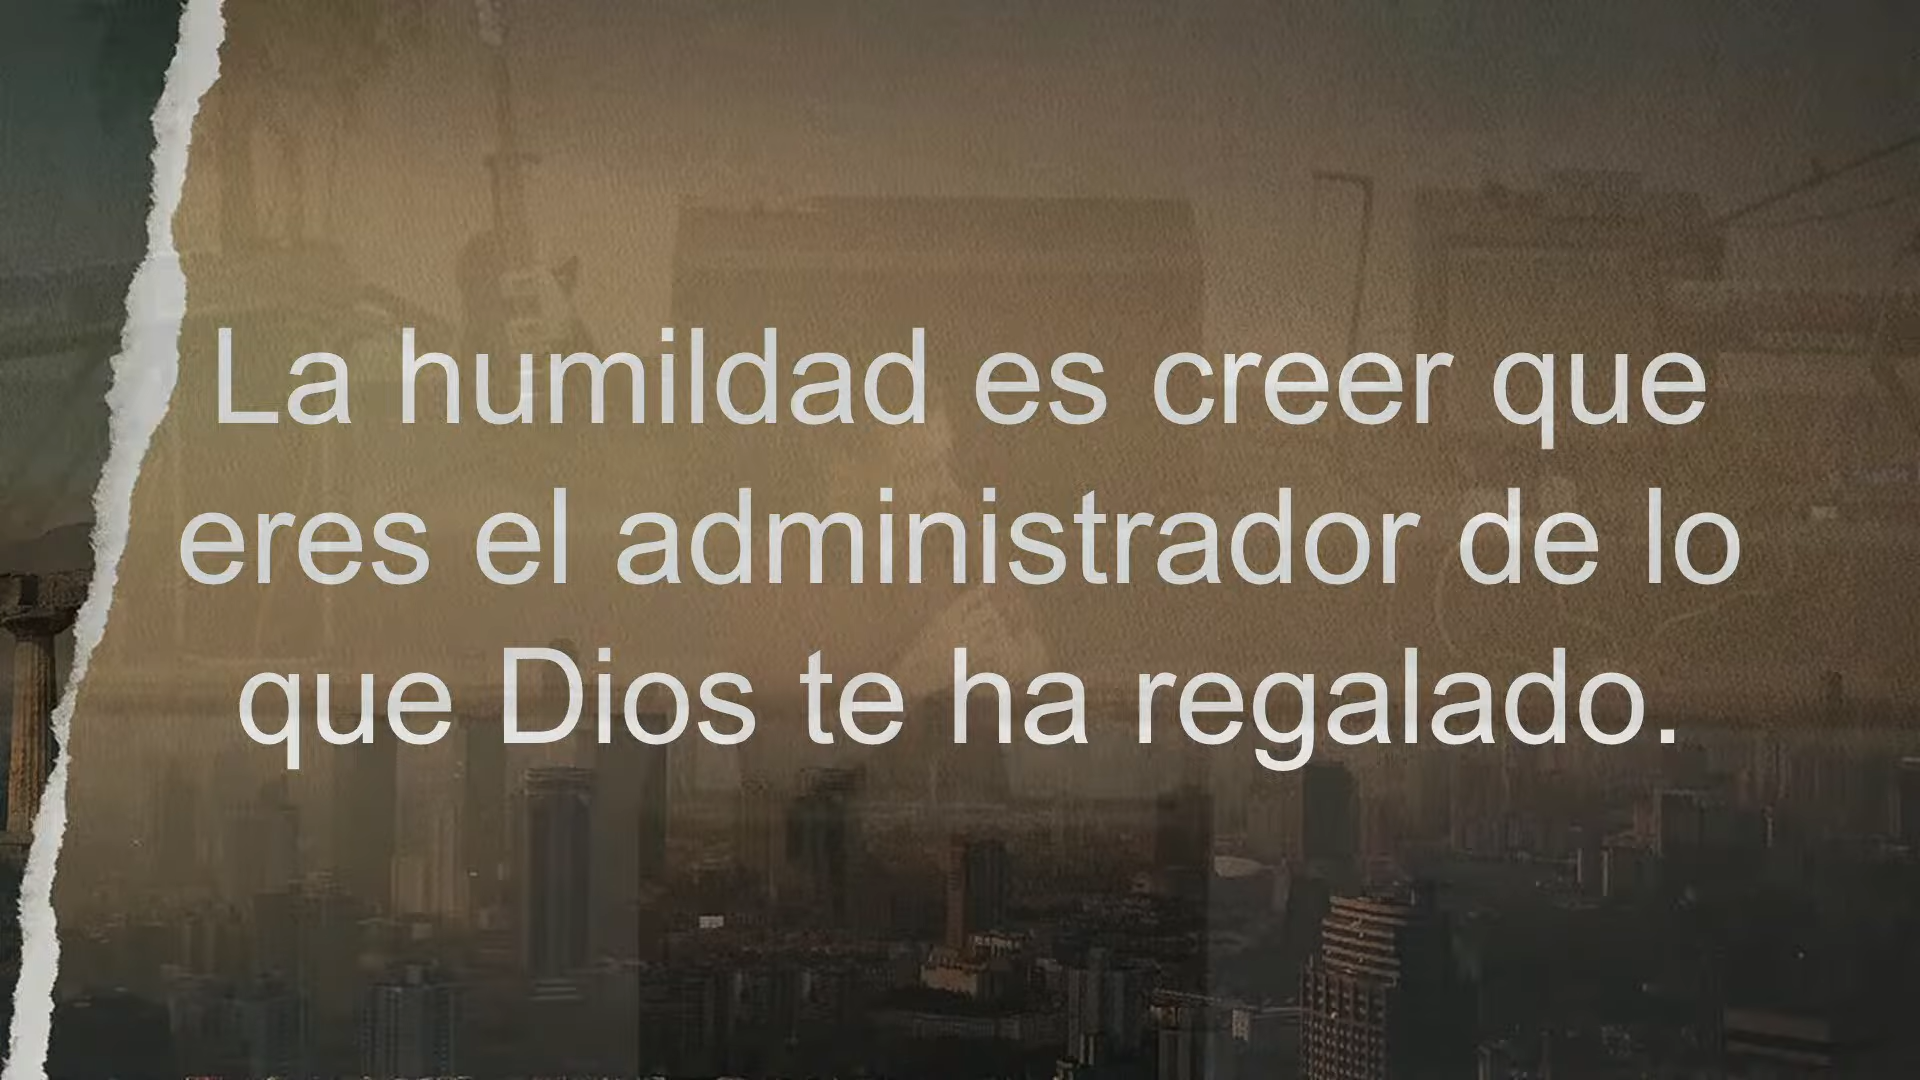 La humildad es creer que
eres el administrador de lo
que Dios te ha regalado.